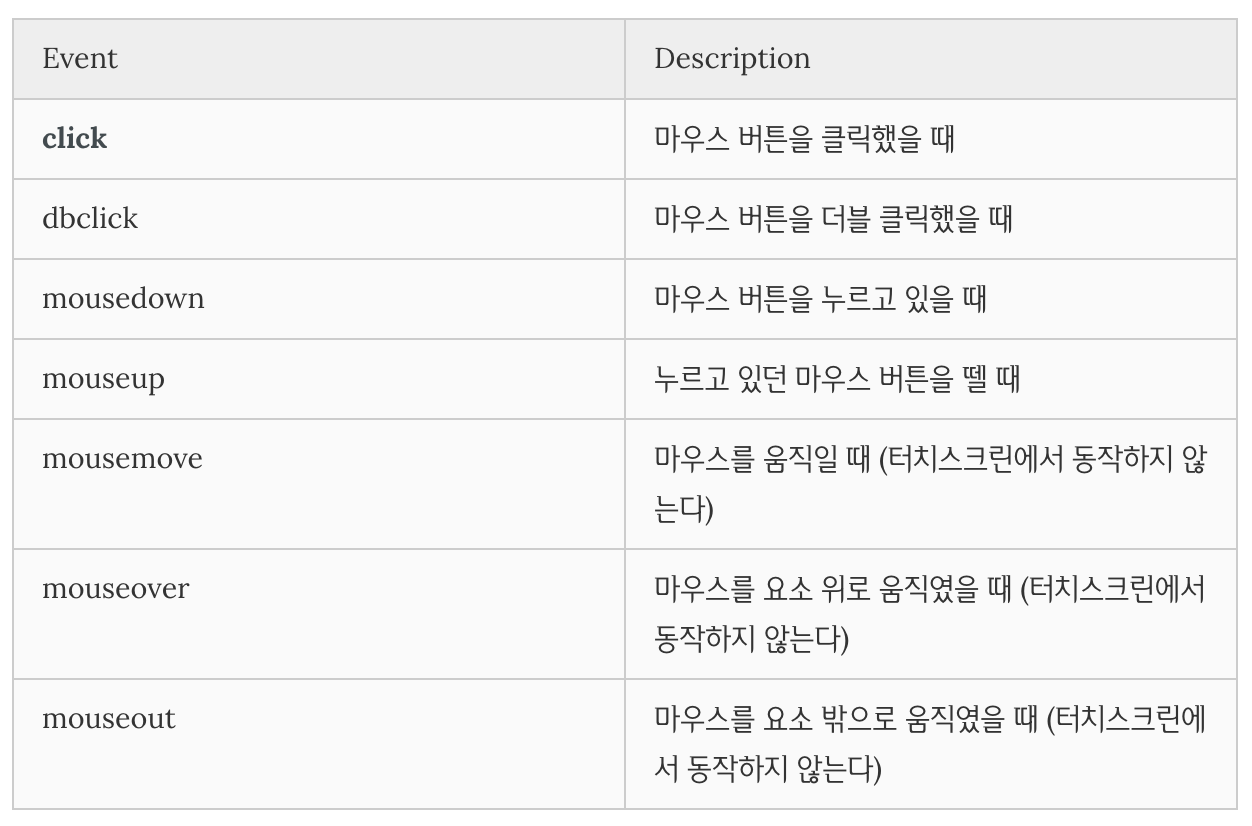 Event Description
click 마우스 버튼을 클릭했을 때
dbclick 마우스 버튼을 더블 클릭했을 때
mousedown 마우스 버튼을 누르고 있을 때
mouseup 누르고 있던 마우스 버튼을 뗄 때
mousemove 마우스를 움직일 때 (터치스크린에서 동작하지 않
는다)
mouseover 마우스를 요소 위로 움직였을 때 (터치스크린에서
동작하지 않는다)
mouseout 마우스를 요소 밖으로 움직였을 때 (터치스크린에
서 동작하지 않는다)